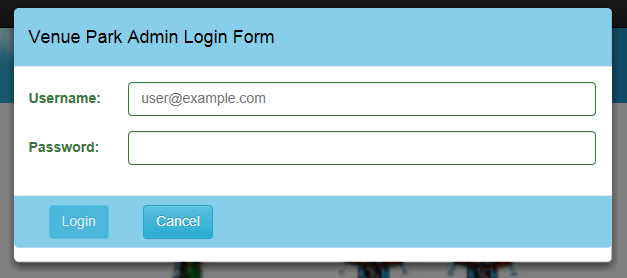 Venue Park Admin Login Form
Username: user@example.com
Password:
Login Cancel